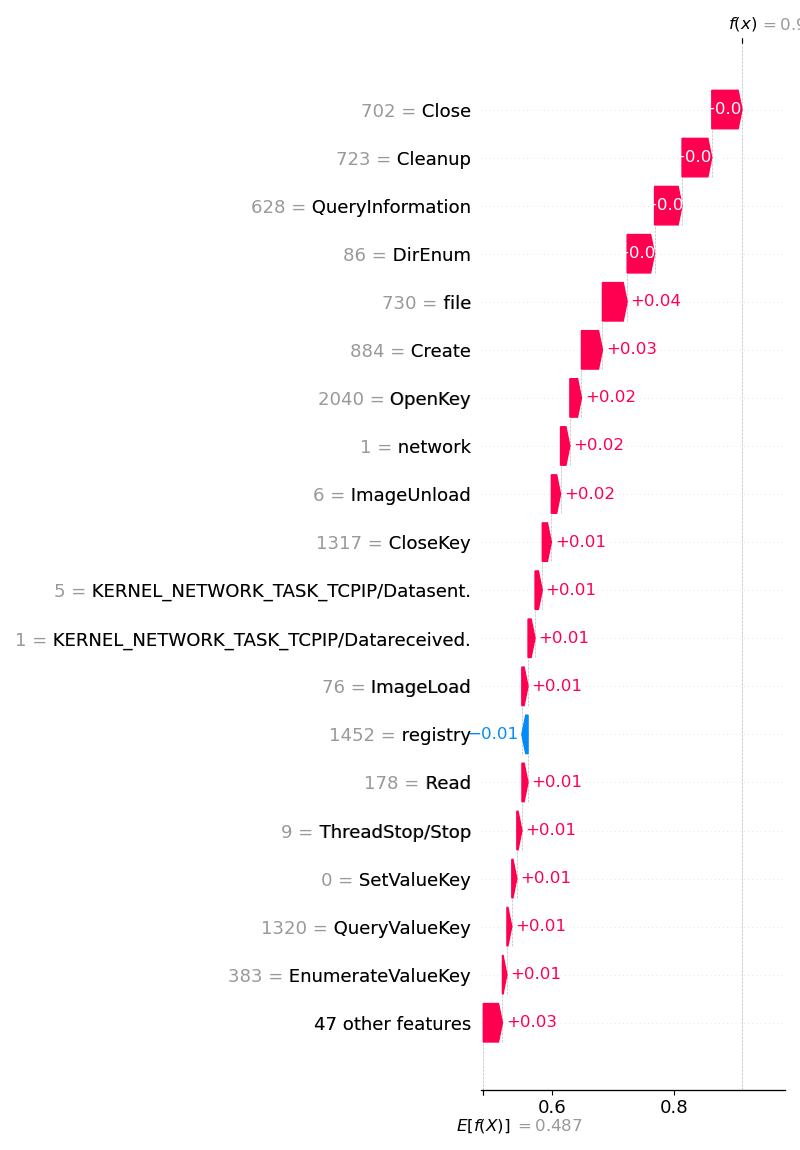 f(x) = 0.9
702 = Close
723 = Cleanup
628 = QueryInformation
86 = DirEnum
730 = file +0.04
884 = Create +0.03
2040 = OpenKey +0.02
1 = network +0.02
6 = ImageUnload +0.02
1317 = CloseKey +0.01
5 = KERNEL_NETWORK_TASK_TCPIP/Datasent. +0.01
1 = KERNEL_NETWORK_TASK_TCPIP/Datareceived. +0.01
76 = ImageLoad +0.01
1452 = registry −0.01
178 = Read +0.01
9 = ThreadStop/Stop +0.01
0 = SetValueKey +0.01
1320 = QueryValueKey +0.01
383 = EnumerateValueKey +0.01
47 other features +0.03
0.6 0.8
E[f(X)] = 0.487